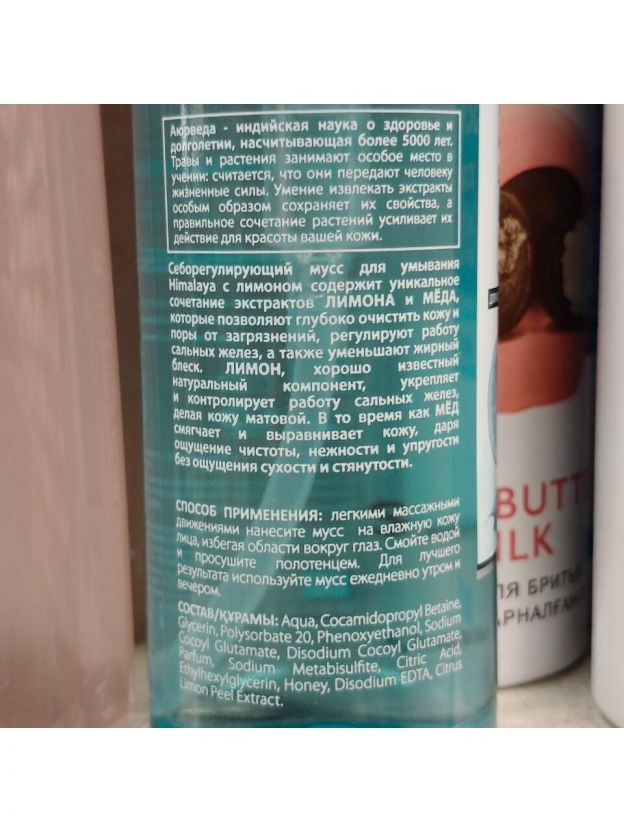 Аюрведа - индийская наука о здоровье и
долголетии, насчитывающая более 5000 лет.
Травы и растения занимают особое место в
учении: считается, что они передают человеку
жизненные силы. Умение извлекать экстракты
особым образом сохраняет их свойства, а
правильное сочетание растений усиливает их
действие для красоты вашей кожи.
Себорегулирующий мусс для умывания
Himalaya с лимоном содержит уникальное
сочетание экстрактов ЛИМОНА и МЁДА,
которые позволяют глубоко очистить кожу и
поры от загрязнений, регулируют работу
сальных желез, а также уменьшают жирный
блеск. ЛИМОН, хорошо известный
натуральный компонент, укрепляет
и контролирует работу сальных желез,
делая кожу матовой. В то время как МЁД
смягчает и выравнивает кожу, даря
ощущение чистоты, нежности и упругости
без ощущения сухости и стянутости.
СПОСОБ ПРИМЕНЕНИЯ: легкими массажными
движениями нанесите мусс на влажную кожу
лица, избегая области вокруг глаз. Смойте водой
и просушите полотенцем. Для лучшего
результата используйте мусс ежедневно утром и
вечером.
СОСТАВ/ҚҰРАМЫ: Aqua, Cocamidopropyl Betaine,
Glycerin, Polysorbate 20, Phenoxyethanol, Sodium
Cocoyl Glutamate, Disodium Cocoyl Glutamate,
Parfum, Sodium Metabisulfite, Citric Acid,
Ethylhexylglycerin, Honey, Disodium EDTA, Citrus
Limon Peel Extract.
BUTT
ILK
ЛЯ БРИТЬ
АРНАЛҒАН